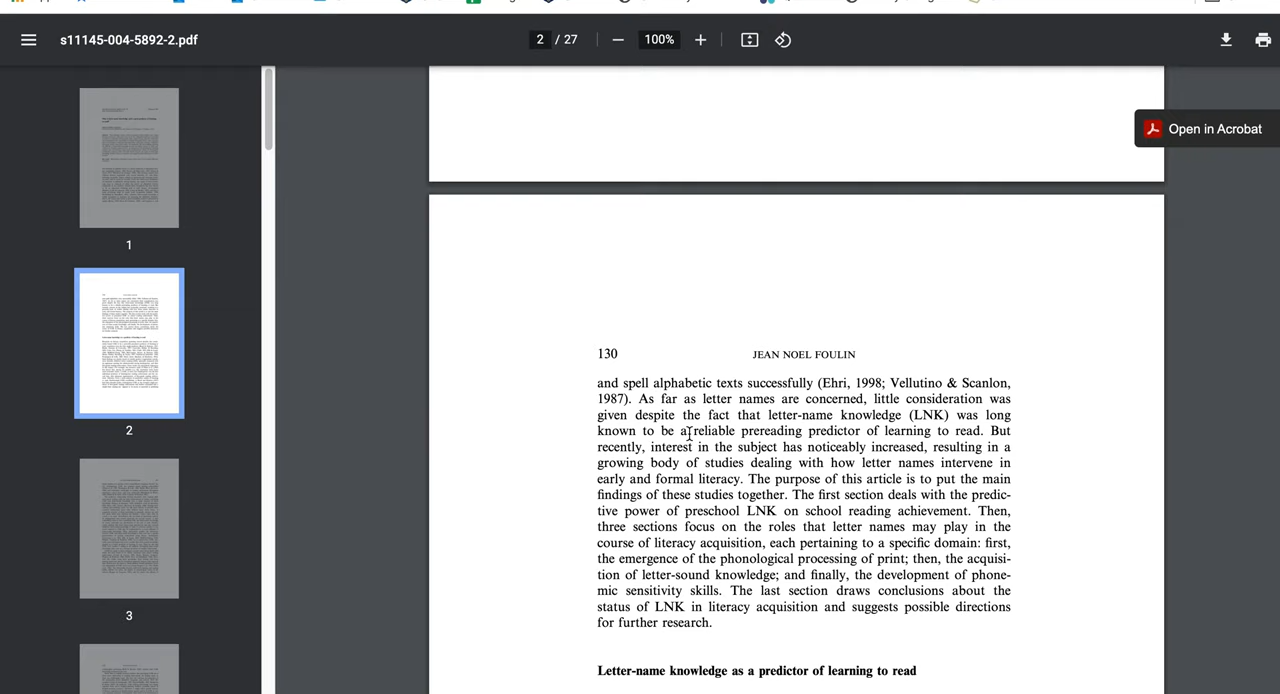 s11145-004-5892-2.pdf
2 / 27
100%
Open in Acrobat
1
2
3
130
JEAN NOEL FOULIN
and spell alphabetic texts successfully (Ehri, 1998; Vellutino & Scanlon,
1987). As far as letter names are concerned, little consideration was
given despite the fact that letter-name knowledge (LNK) was long
known to be a reliable prereading predictor of learning to read. But
recently, interest in the subject has noticeably increased, resulting in a
growing body of studies dealing with how letter names intervene in
early and formal literacy. The purpose of this article is to put the main
findings of these studies together. The first section deals with the predic-
tive power of preschool LNK on school reading achievement. Then,
three sections focus on the roles that letter names may play in the
course of literacy acquisition, each pertaining to a specific domain: first,
the emergence of the phonological processing of print; then, the acquisi-
tion of letter-sound knowledge; and finally, the development of phone-
mic sensitivity skills. The last section draws conclusions about the
status of LNK in literacy acquisition and suggests possible directions
for further research.
Letter-name knowledge as a predictor of learning to read